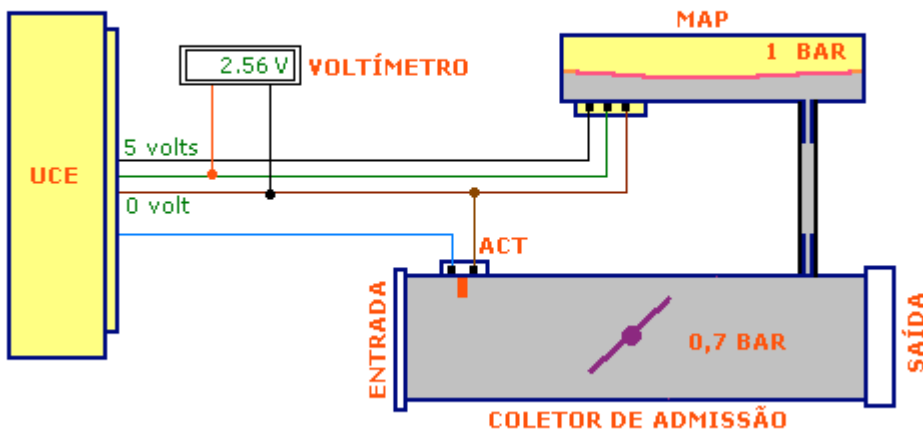 MAP
1 BAR
2.56 V
VOLTÍMETRO
5 volts
UCE
0 volt
ACT
ENTRADA
0,7 BAR
SAÍDA
COLETOR DE ADMISSÃO